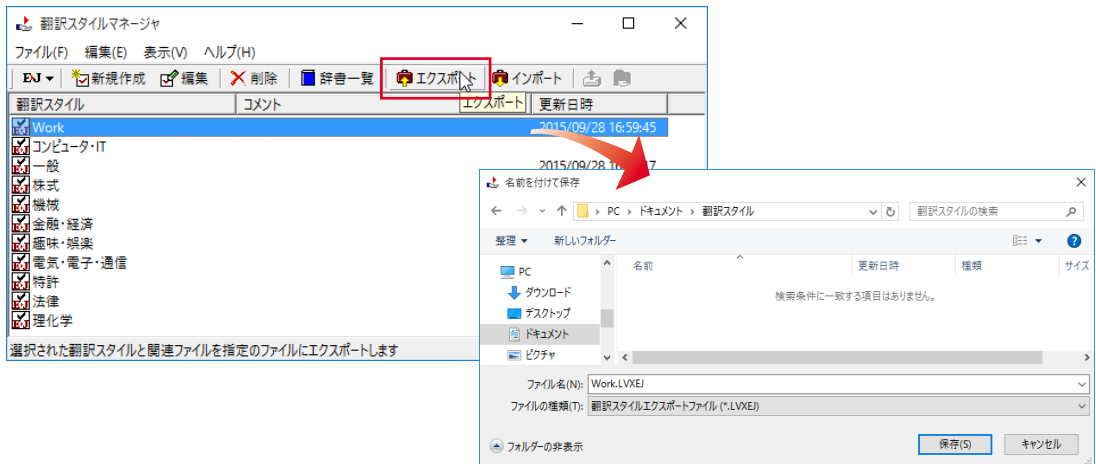 翻訳スタイルマネージャ
ファイル(F) 編集(E) 表示(V) ヘルプ(H)
EJ 新規作成 編集 削除 辞書一覧 エクスポート インポート
翻訳スタイル コメント エクスポート 更新日時
Work 2015/09/28 16:59:45
コンピュータ・IT
一般 2015/09/28
株式
機械
金融・経済
趣味・娯楽
電気・電子・通信
特許
法律
理化学
選択された翻訳スタイルと関連ファイルを指定のファイルにエクスポートします
名前を付けて保存
PC › ドキュメント › 翻訳スタイル 翻訳スタイルの検索
整理 新しいフォルダー
名前 更新日時 種類 サイズ
PC
ダウンロード
デスクトップ
ドキュメント
ピクチャ
検索条件に一致する項目はありません。
ファイル名(N): Work.LVXEJ
ファイルの種類(T): 翻訳スタイルエクスポートファイル (*.LVXEJ)
フォルダーの非表示 保存(S) キャンセル